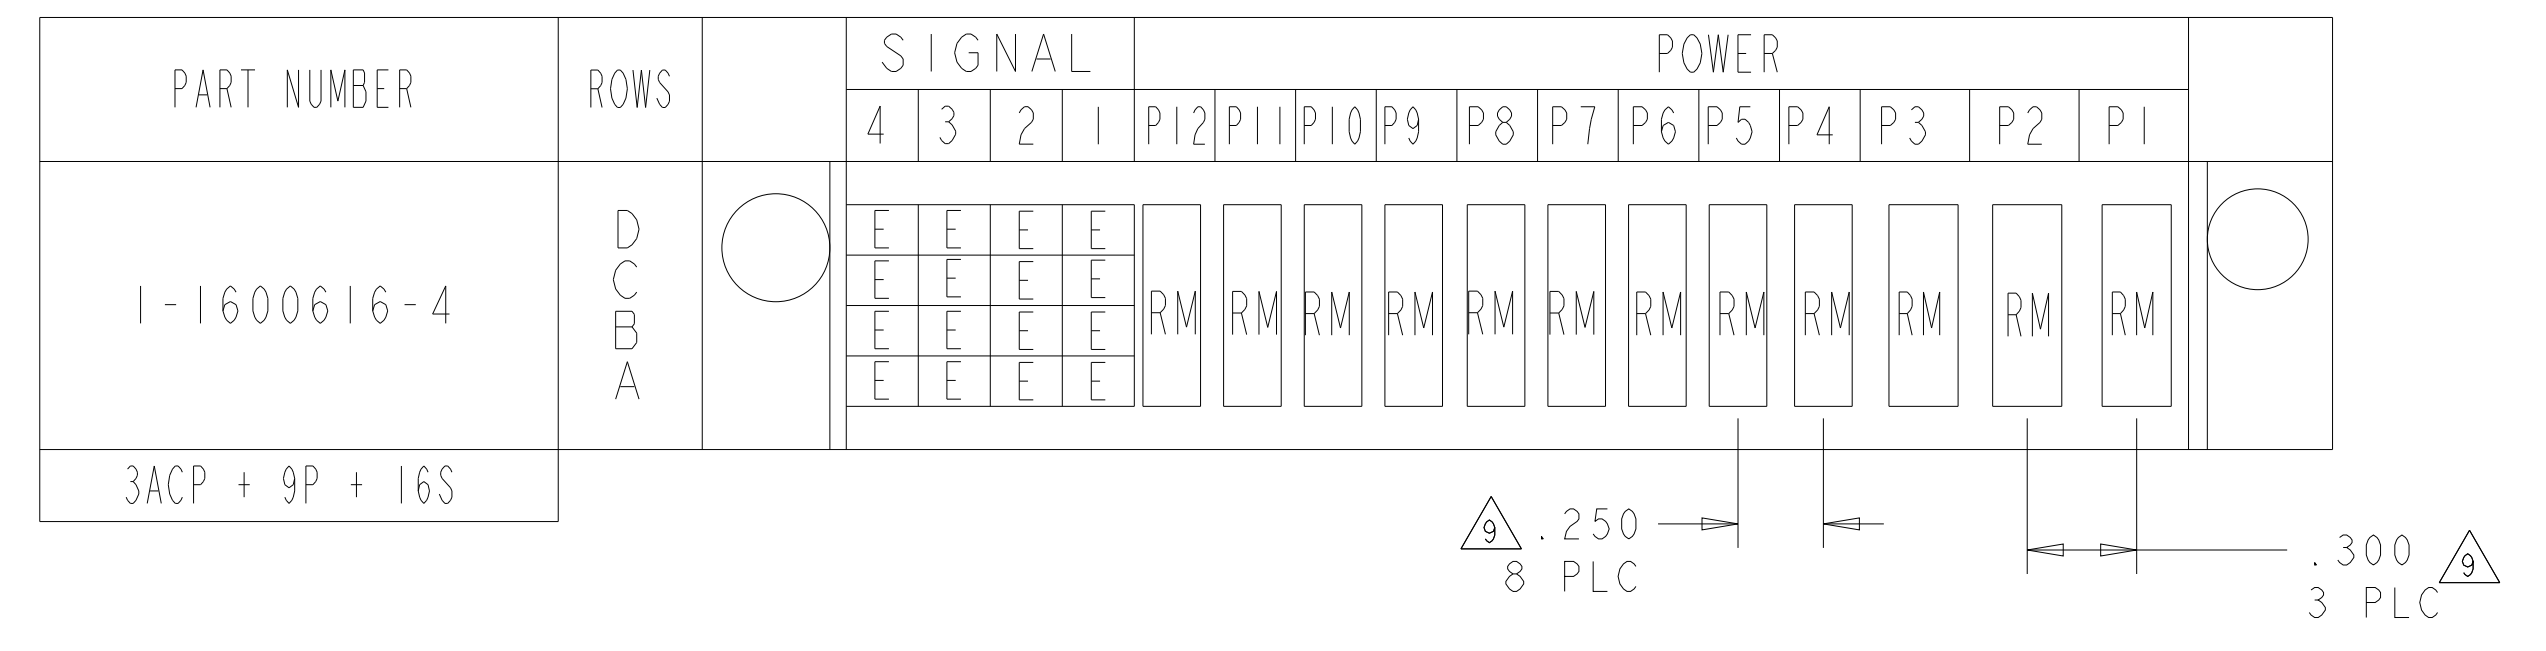 SIGNAL POWER
PART NUMBER ROWS
4 3 2 1 P12 P11 P10 P9 P8 P7 P6 P5 P4 P3 P2 P1
D E E E E
C E E E E
1-1600616-4 RM RM RM RM RM RM RM RM RM RM RM RM
B E E E E
A E E E E
3ACP + 9P + 16S
9 .250
8 PLC
.300 9
3 PLC